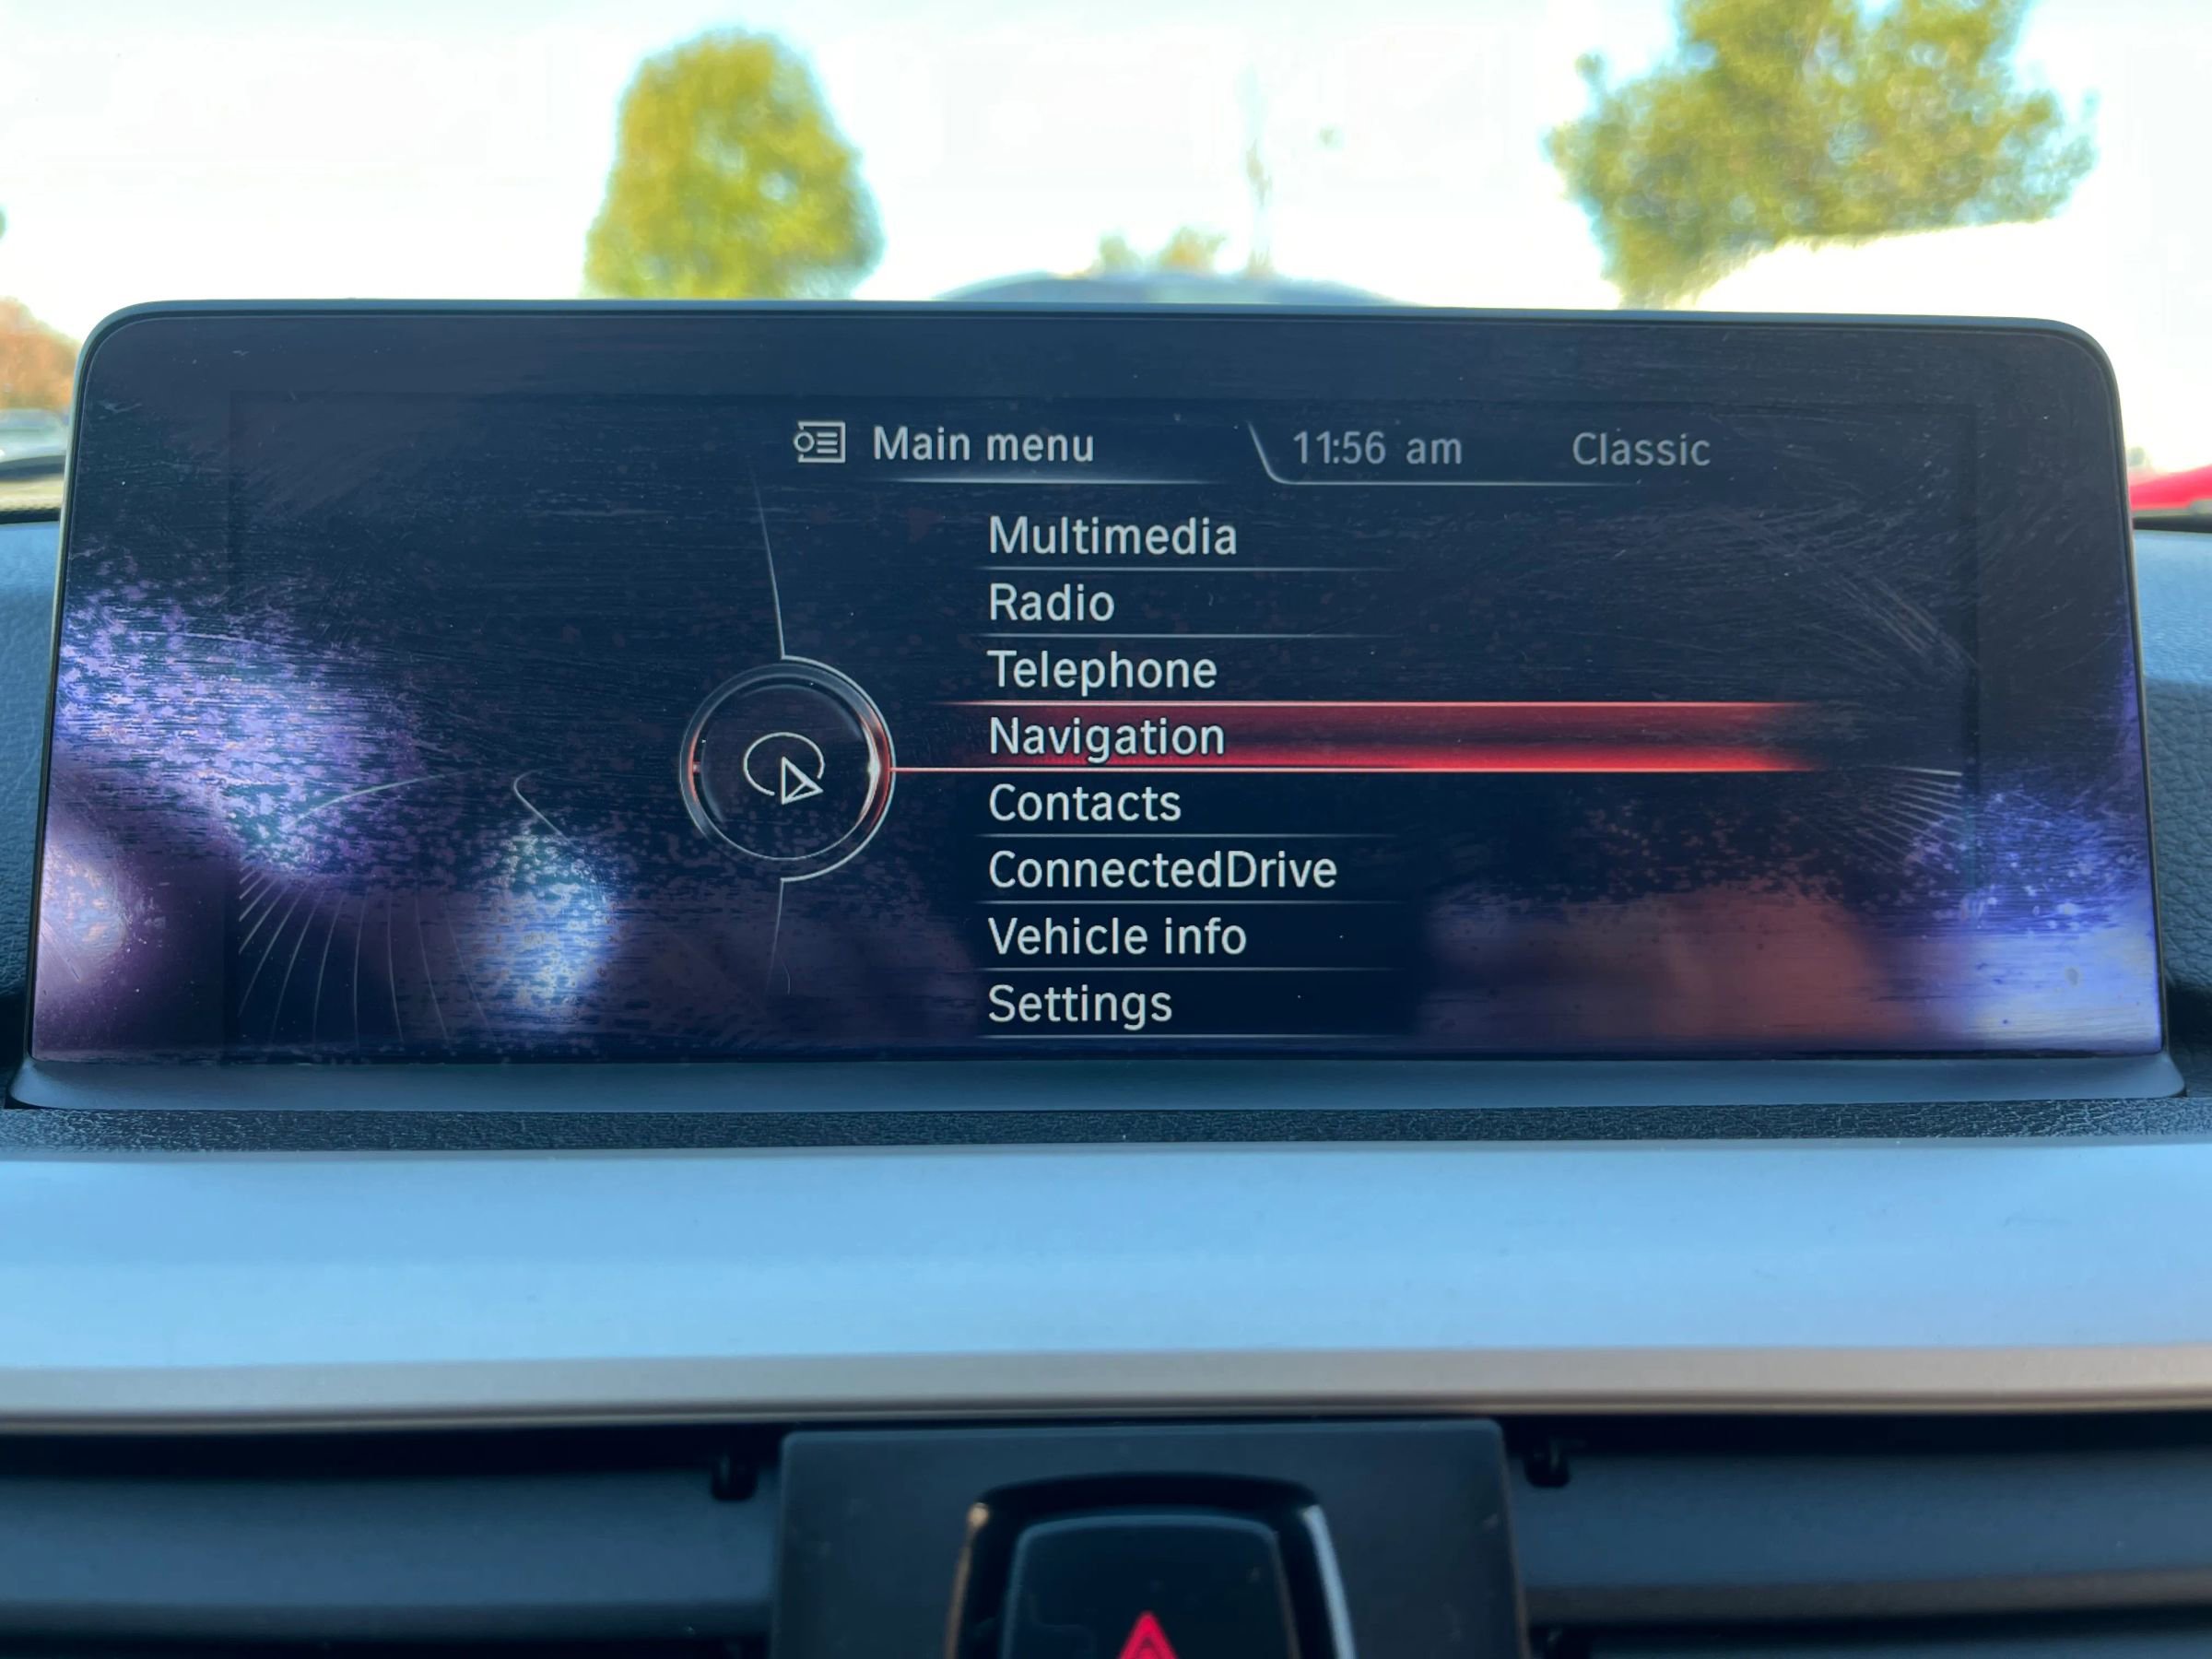 Main menu 11:56 am Classic
Multimedia
Radio
Telephone
Navigation
Contacts
ConnectedDrive
Vehicle info
Settings